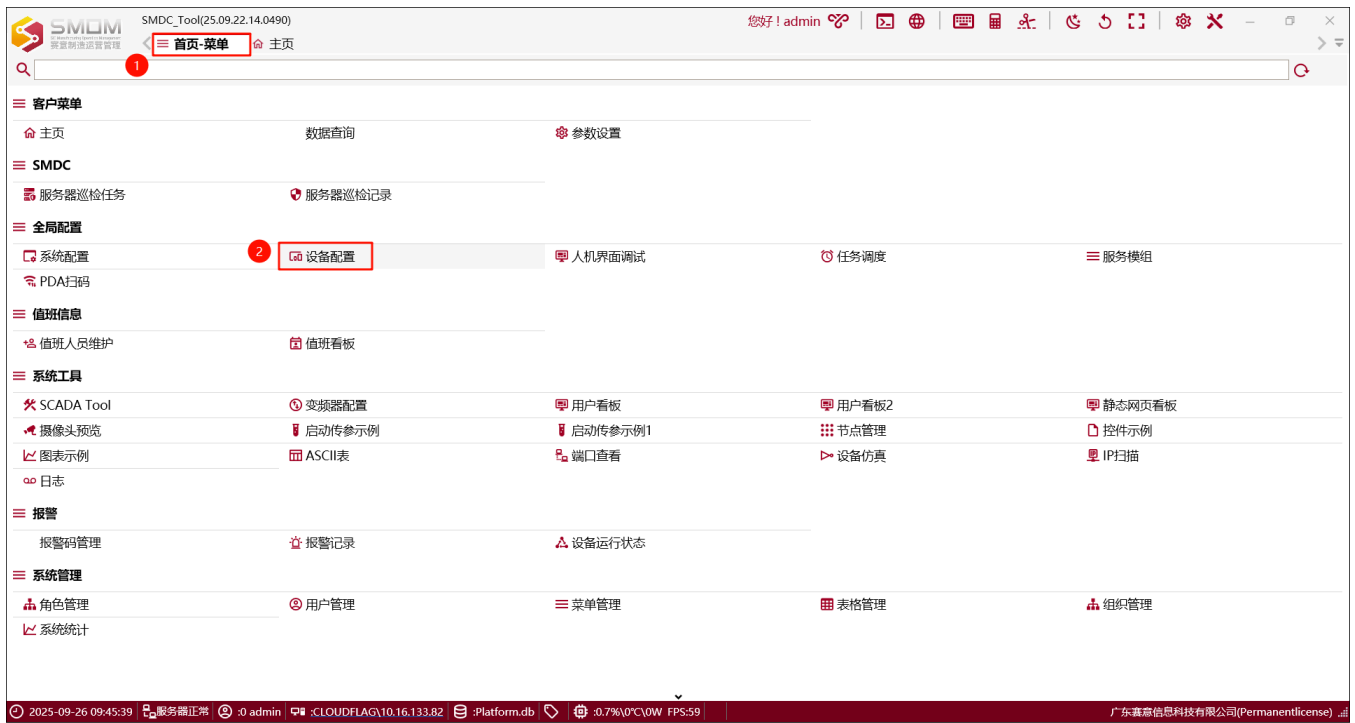 SMOM
赛意制造运营管理
SMDC_Tool(25.09.22.14.0490)
您好！admin
首页-菜单 主页
1
客户菜单
主页 数据查询 参数设置
SMDC
服务器巡检任务 服务器巡检记录
全局配置
系统配置 2 设备配置 人机界面调试 任务调度 服务模组
PDA扫码
值班信息
值班人员维护 值班看板
系统工具
SCADA Tool 变频器配置 用户看板 用户看板2 静态网页看板
摄像头预览 启动传参示例 启动传参示例1 节点管理 控件示例
图表示例 ASCII表 端口查看 设备仿真 IP扫描
日志
报警
报警码管理 报警记录 设备运行状态
系统管理
角色管理 用户管理 菜单管理 表格管理 组织管理
系统统计
2025-09-26 09:45:39 服务器正常 :0 admin :CLOUDFLAG\10.16.133.82 :Platform.db :0.7%\0℃\0W FPS:59 广东赛意信息科技有限公司(Permanentlicense)